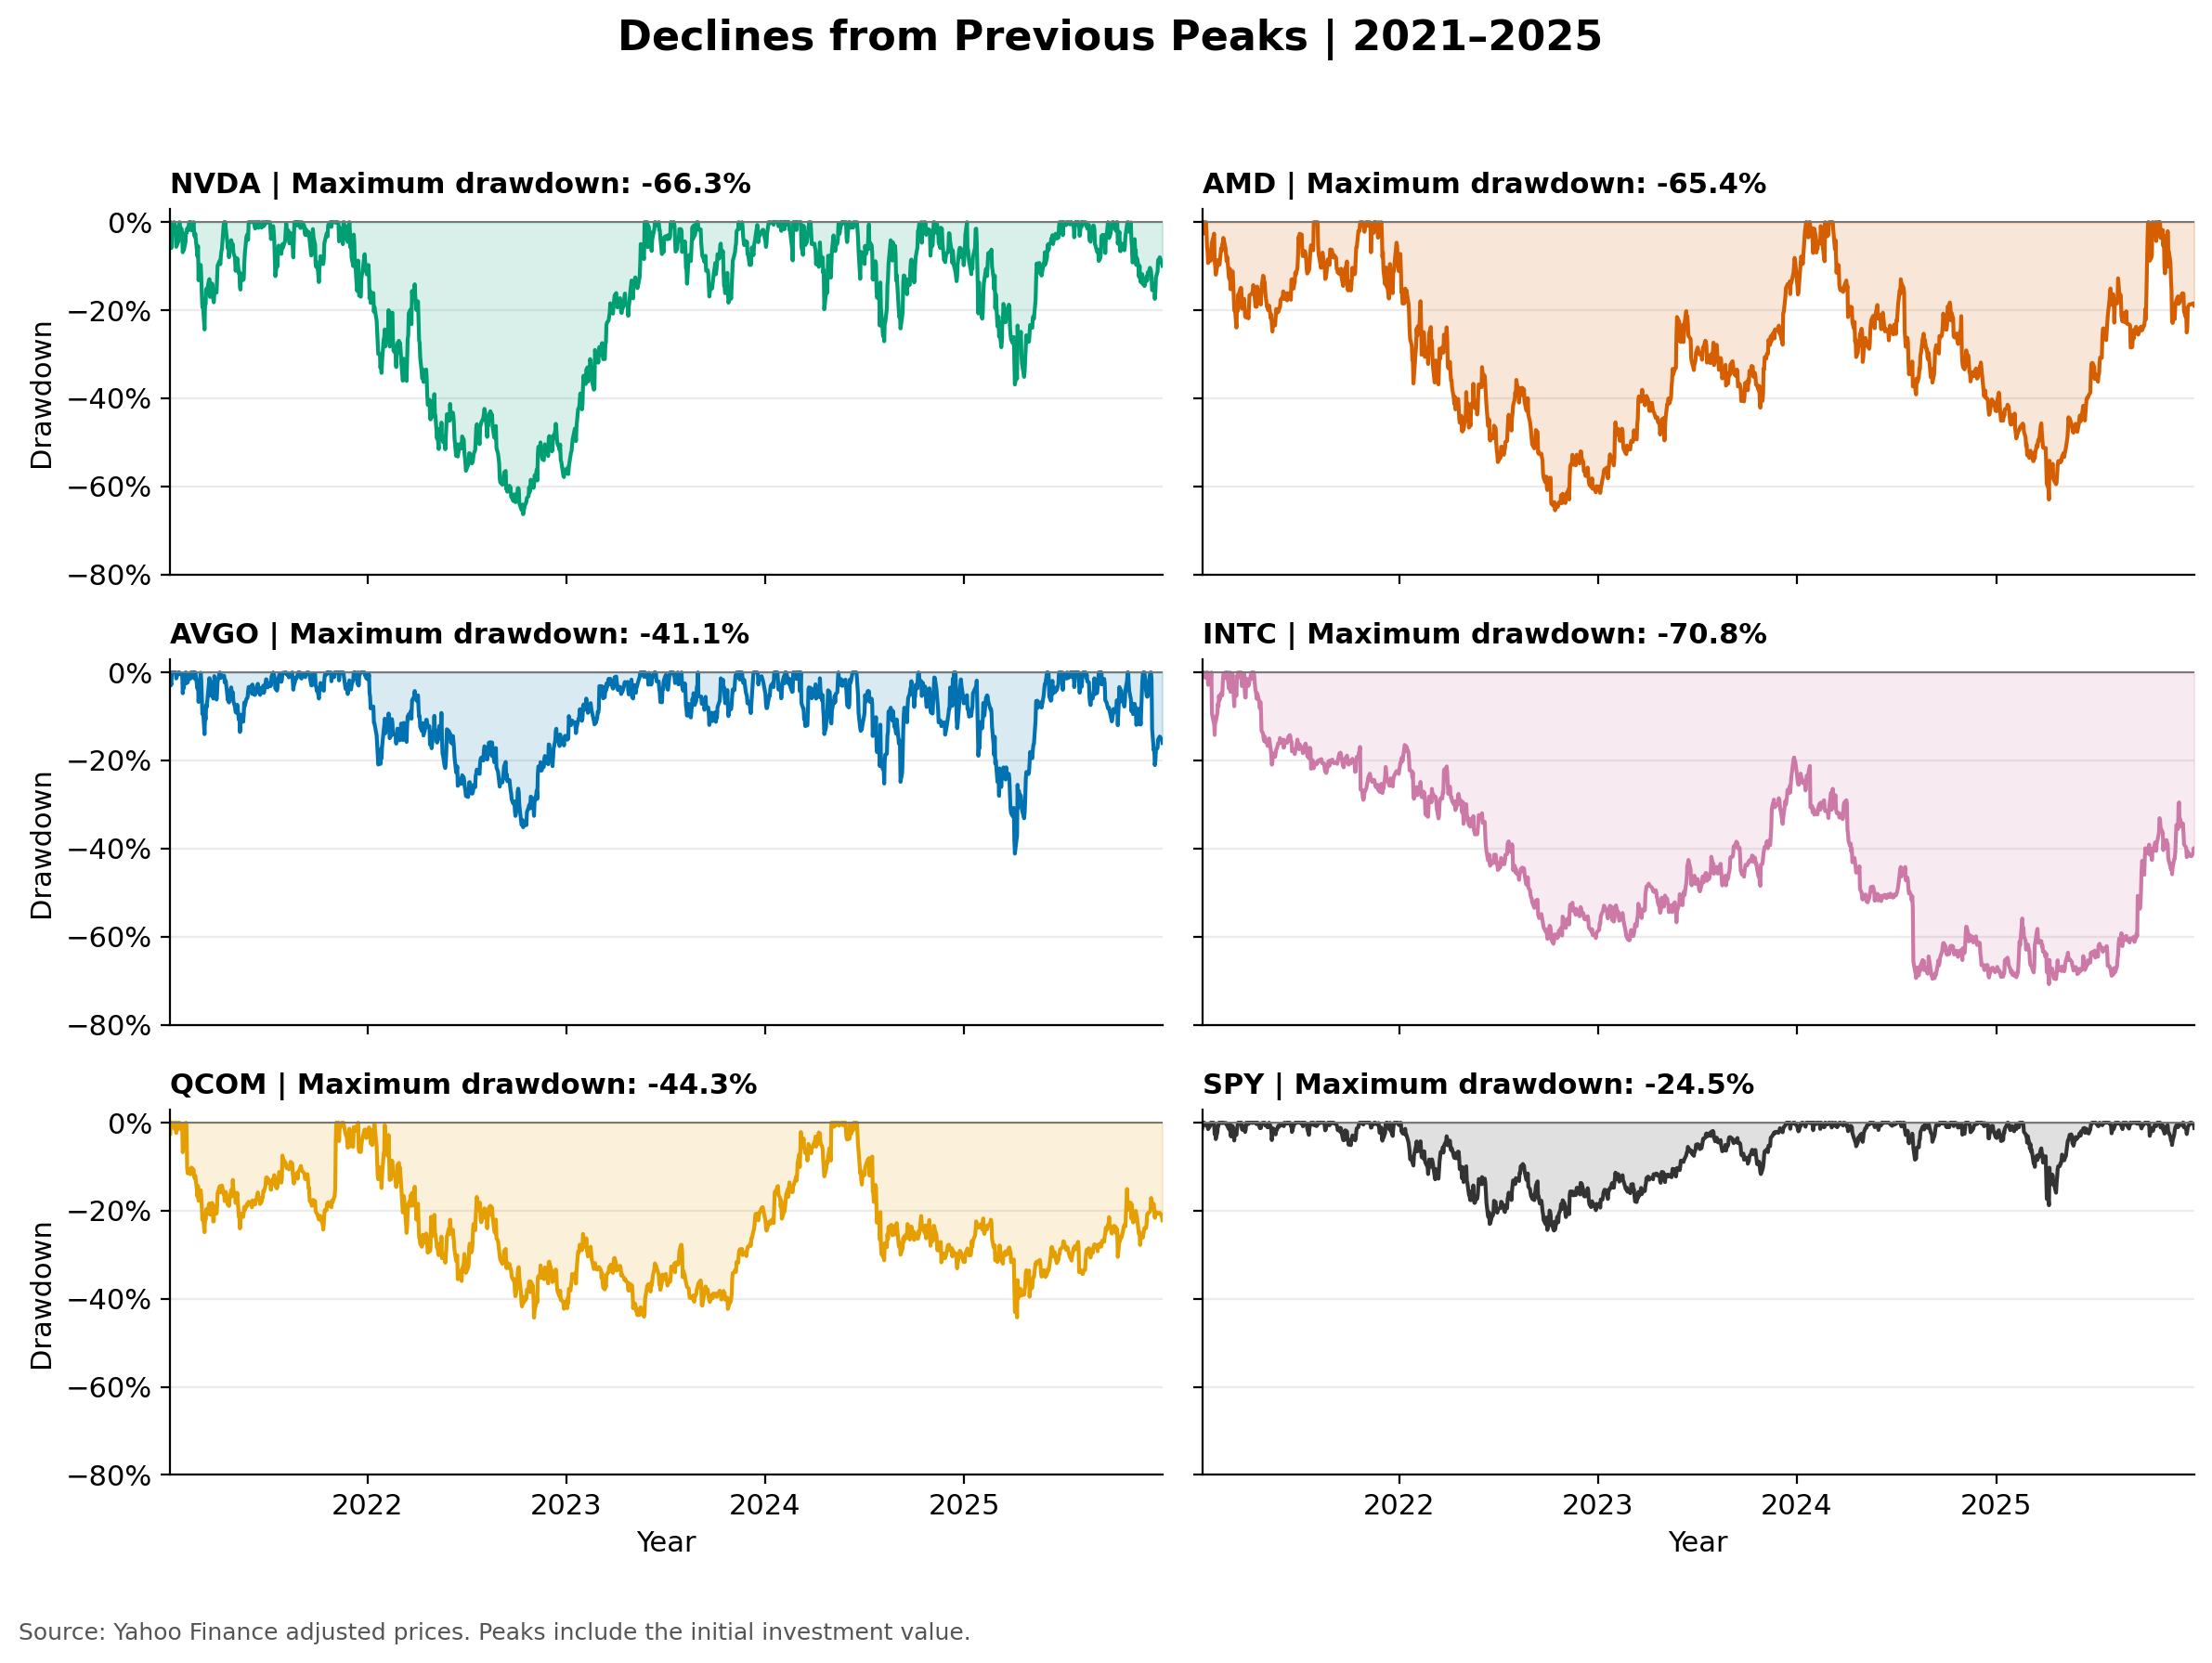 Declines from Previous Peaks | 2021–2025
NVDA | Maximum drawdown: -66.3%
AMD | Maximum drawdown: -65.4%
0%
−20%
−40%
−60%
−80%
Drawdown
AVGO | Maximum drawdown: -41.1%
INTC | Maximum drawdown: -70.8%
0%
−20%
−40%
−60%
−80%
Drawdown
QCOM | Maximum drawdown: -44.3%
SPY | Maximum drawdown: -24.5%
0%
−20%
−40%
−60%
−80%
Drawdown
2022 2023 2024 2025
Year
2022 2023 2024 2025
Year
Source: Yahoo Finance adjusted prices. Peaks include the initial investment value.